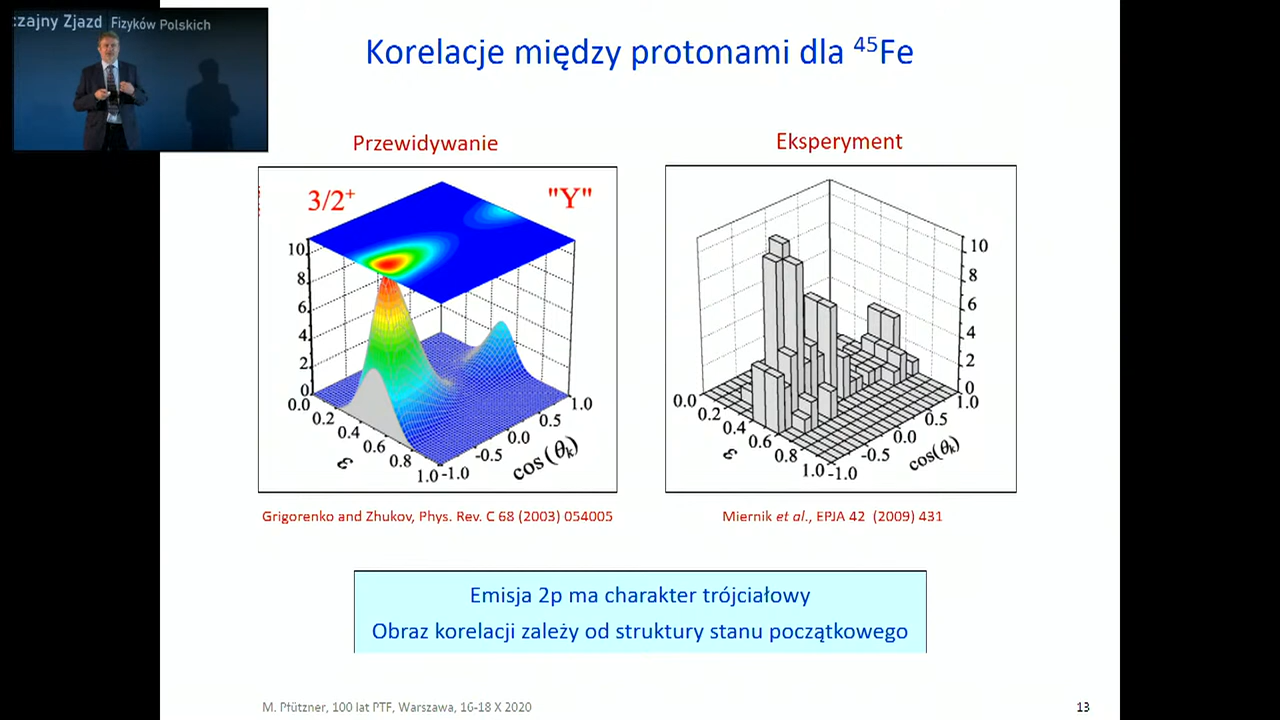 czajny Zjazd Fizyków Polskich
Korelacje między protonami dla ⁴⁵Fe
Przewidywanie
Eksperyment
3/2⁺
"Y"
10
8
6
4
2
0
0.0
0.2
0.4
0.6
0.8
1.0
ε
-1.0
-0.5
0.0
0.5
1.0
cos(θk)
10
8
6
4
2
0
0.0
0.2
0.4
0.6
0.8
1.0
ε
-1.0
-0.5
0.0
0.5
1.0
cos(θk)
Grigorenko and Zhukov, Phys. Rev. C 68 (2003) 054005
Miernik et al., EPJA 42 (2009) 431
Emisja 2p ma charakter trójciałowy
Obraz korelacji zależy od struktury stanu początkowego
M. Pfützner, 100 lat PTF, Warszawa, 16-18 X 2020
13